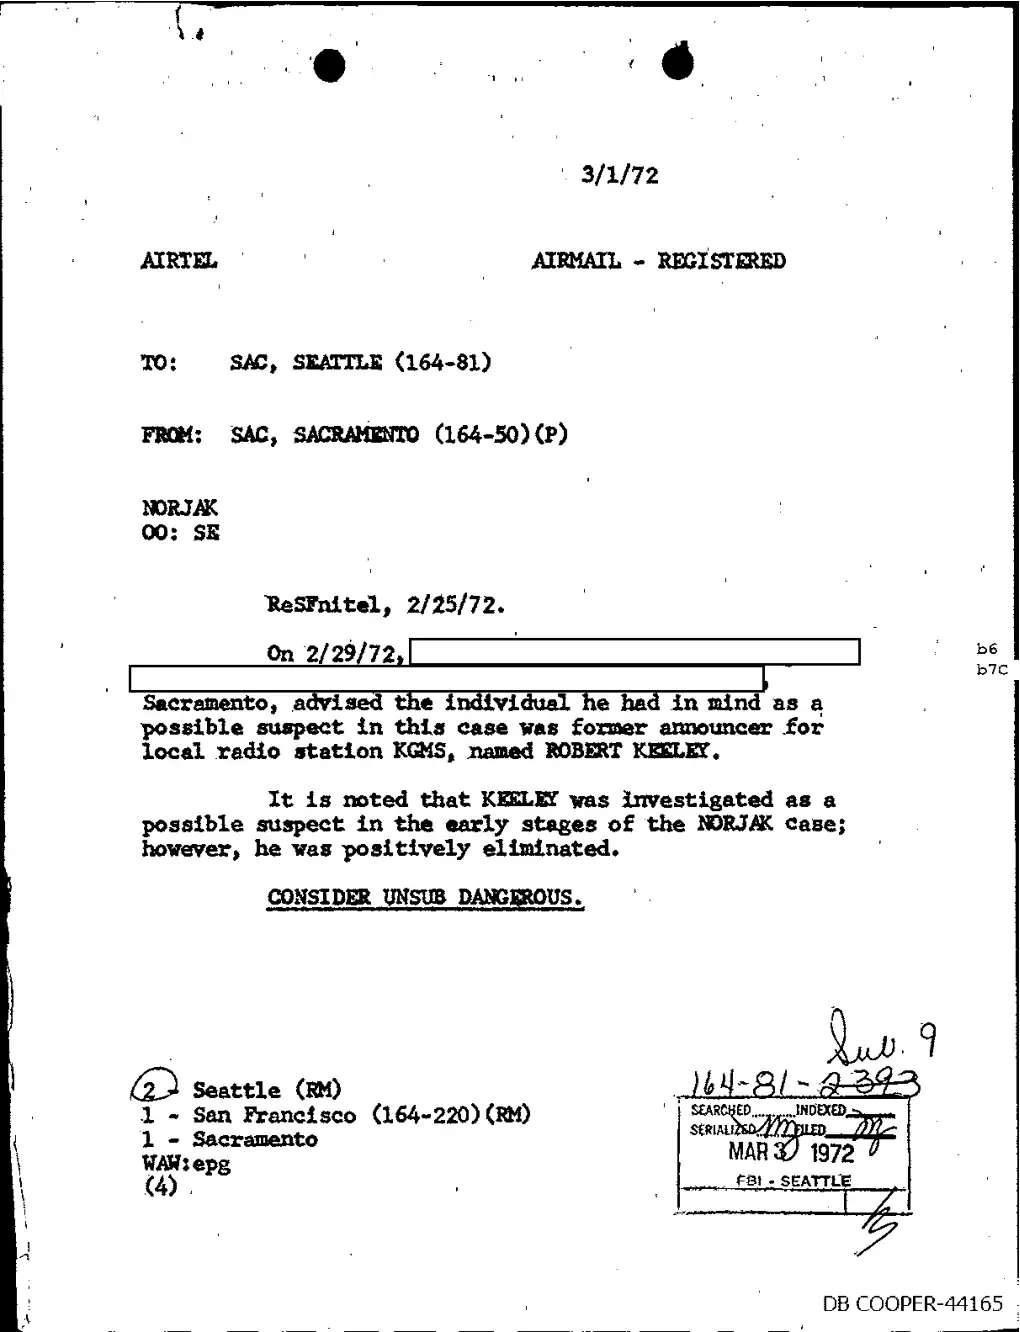 3/1/72
AIRTEL AIRMAIL - REGISTERED
TO: SAC, SEATTLE (164-81)
FROM: SAC, SACRAMENTO (164-50)(P)
NORJAK
OO: SE
ReSFnitel, 2/25/72.
On 2/29/72,
b6
b7C
Sacramento, advised the individual he had in mind as a
possible suspect in this case was former announcer for
local radio station KGMS, named ROBERT KEELEY.
It is noted that KEELEY was investigated as a
possible suspect in the early stages of the NORJAK case;
however, he was positively eliminated.
CONSIDER UNSUB DANGEROUS.
Sub. 9
2 - Seattle (RM)
1 - San Francisco (164-220)(RM)
1 - Sacramento
WAW:epg
(4)
164-81-2393
SEARCHED INDEXED
SERIALIZED FILED
MAR 3 1972
FBI - SEATTLE
DB COOPER-44165